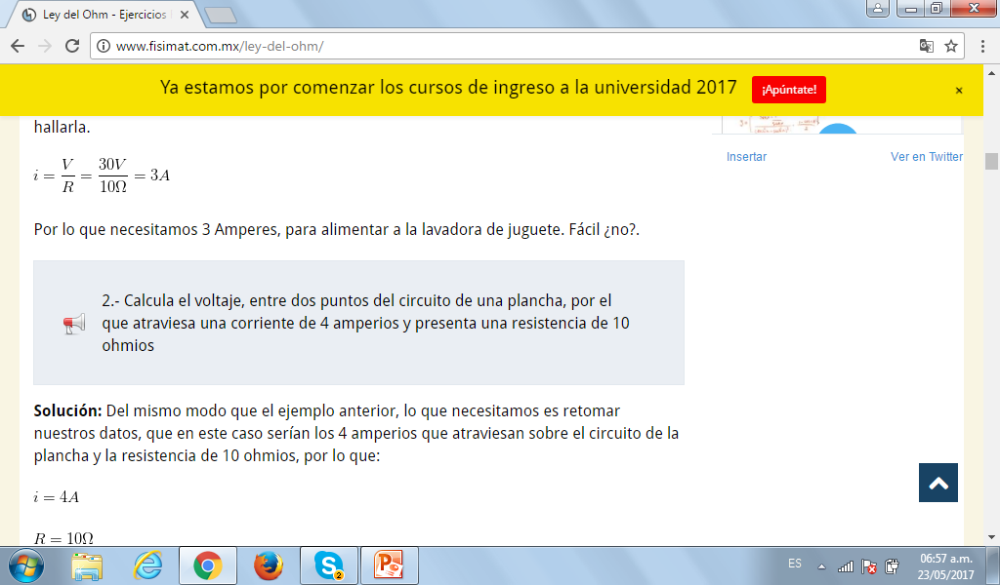 Ley del Ohm - Ejercicios
www.fisimat.com.mx/ley-del-ohm/
Ya estamos por comenzar los cursos de ingreso a la universidad 2017 ¡Apúntate! ×
hallarla.
Insertar Ver en Twitter
i = V/R = 30V/10Ω = 3A
Por lo que necesitamos 3 Amperes, para alimentar a la lavadora de juguete. Fácil ¿no?.
2.- Calcula el voltaje, entre dos puntos del circuito de una plancha, por el
que atraviesa una corriente de 4 amperios y presenta una resistencia de 10
ohmios
Solución: Del mismo modo que el ejemplo anterior, lo que necesitamos es retomar
nuestros datos, que en este caso serían los 4 amperios que atraviesan sobre el circuito de la
plancha y la resistencia de 10 ohmios, por lo que:
i = 4A
R = 10Ω
2
ES
06:57 a.m.
23/05/2017